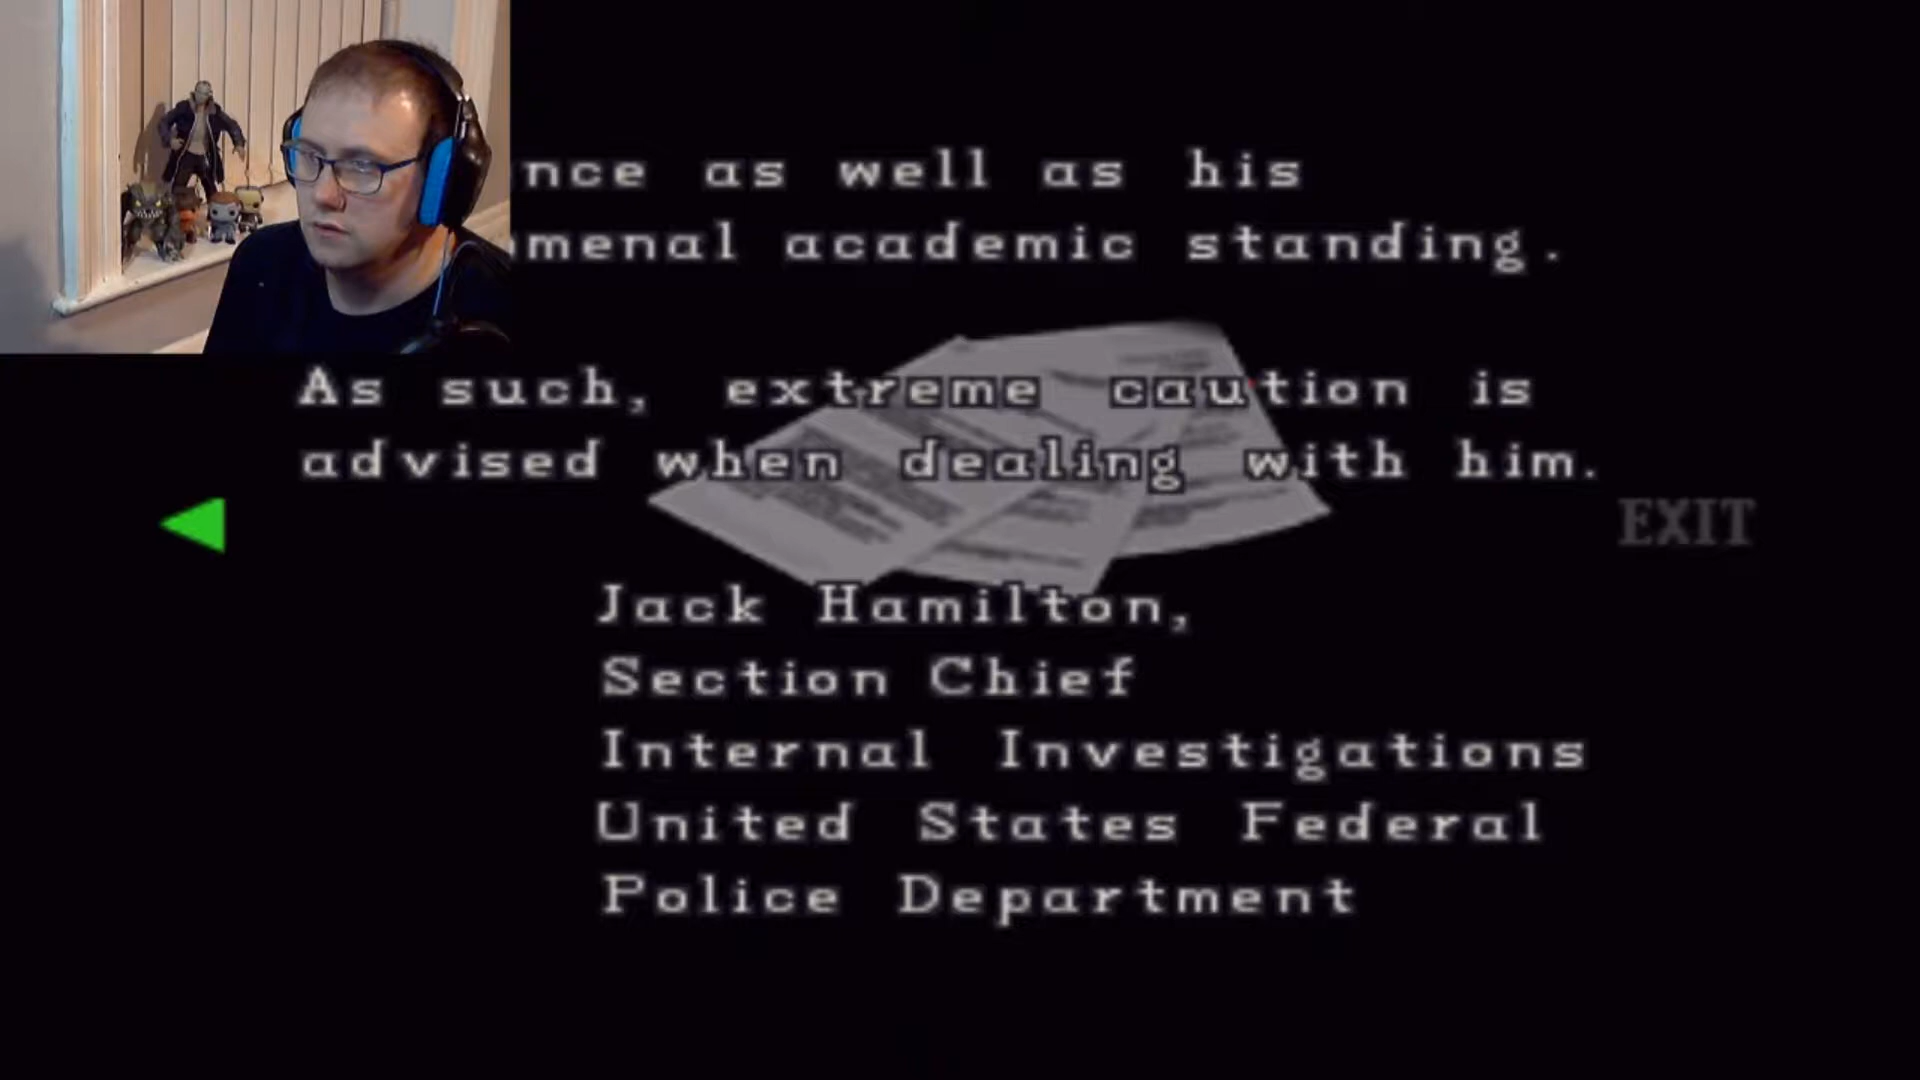 as well as his
academic standing.
As such, extreme caution is
advised when dealing with him.
EXIT
Jack Hamilton,
Section Chief
Internal Investigations
United States Federal
Police Department